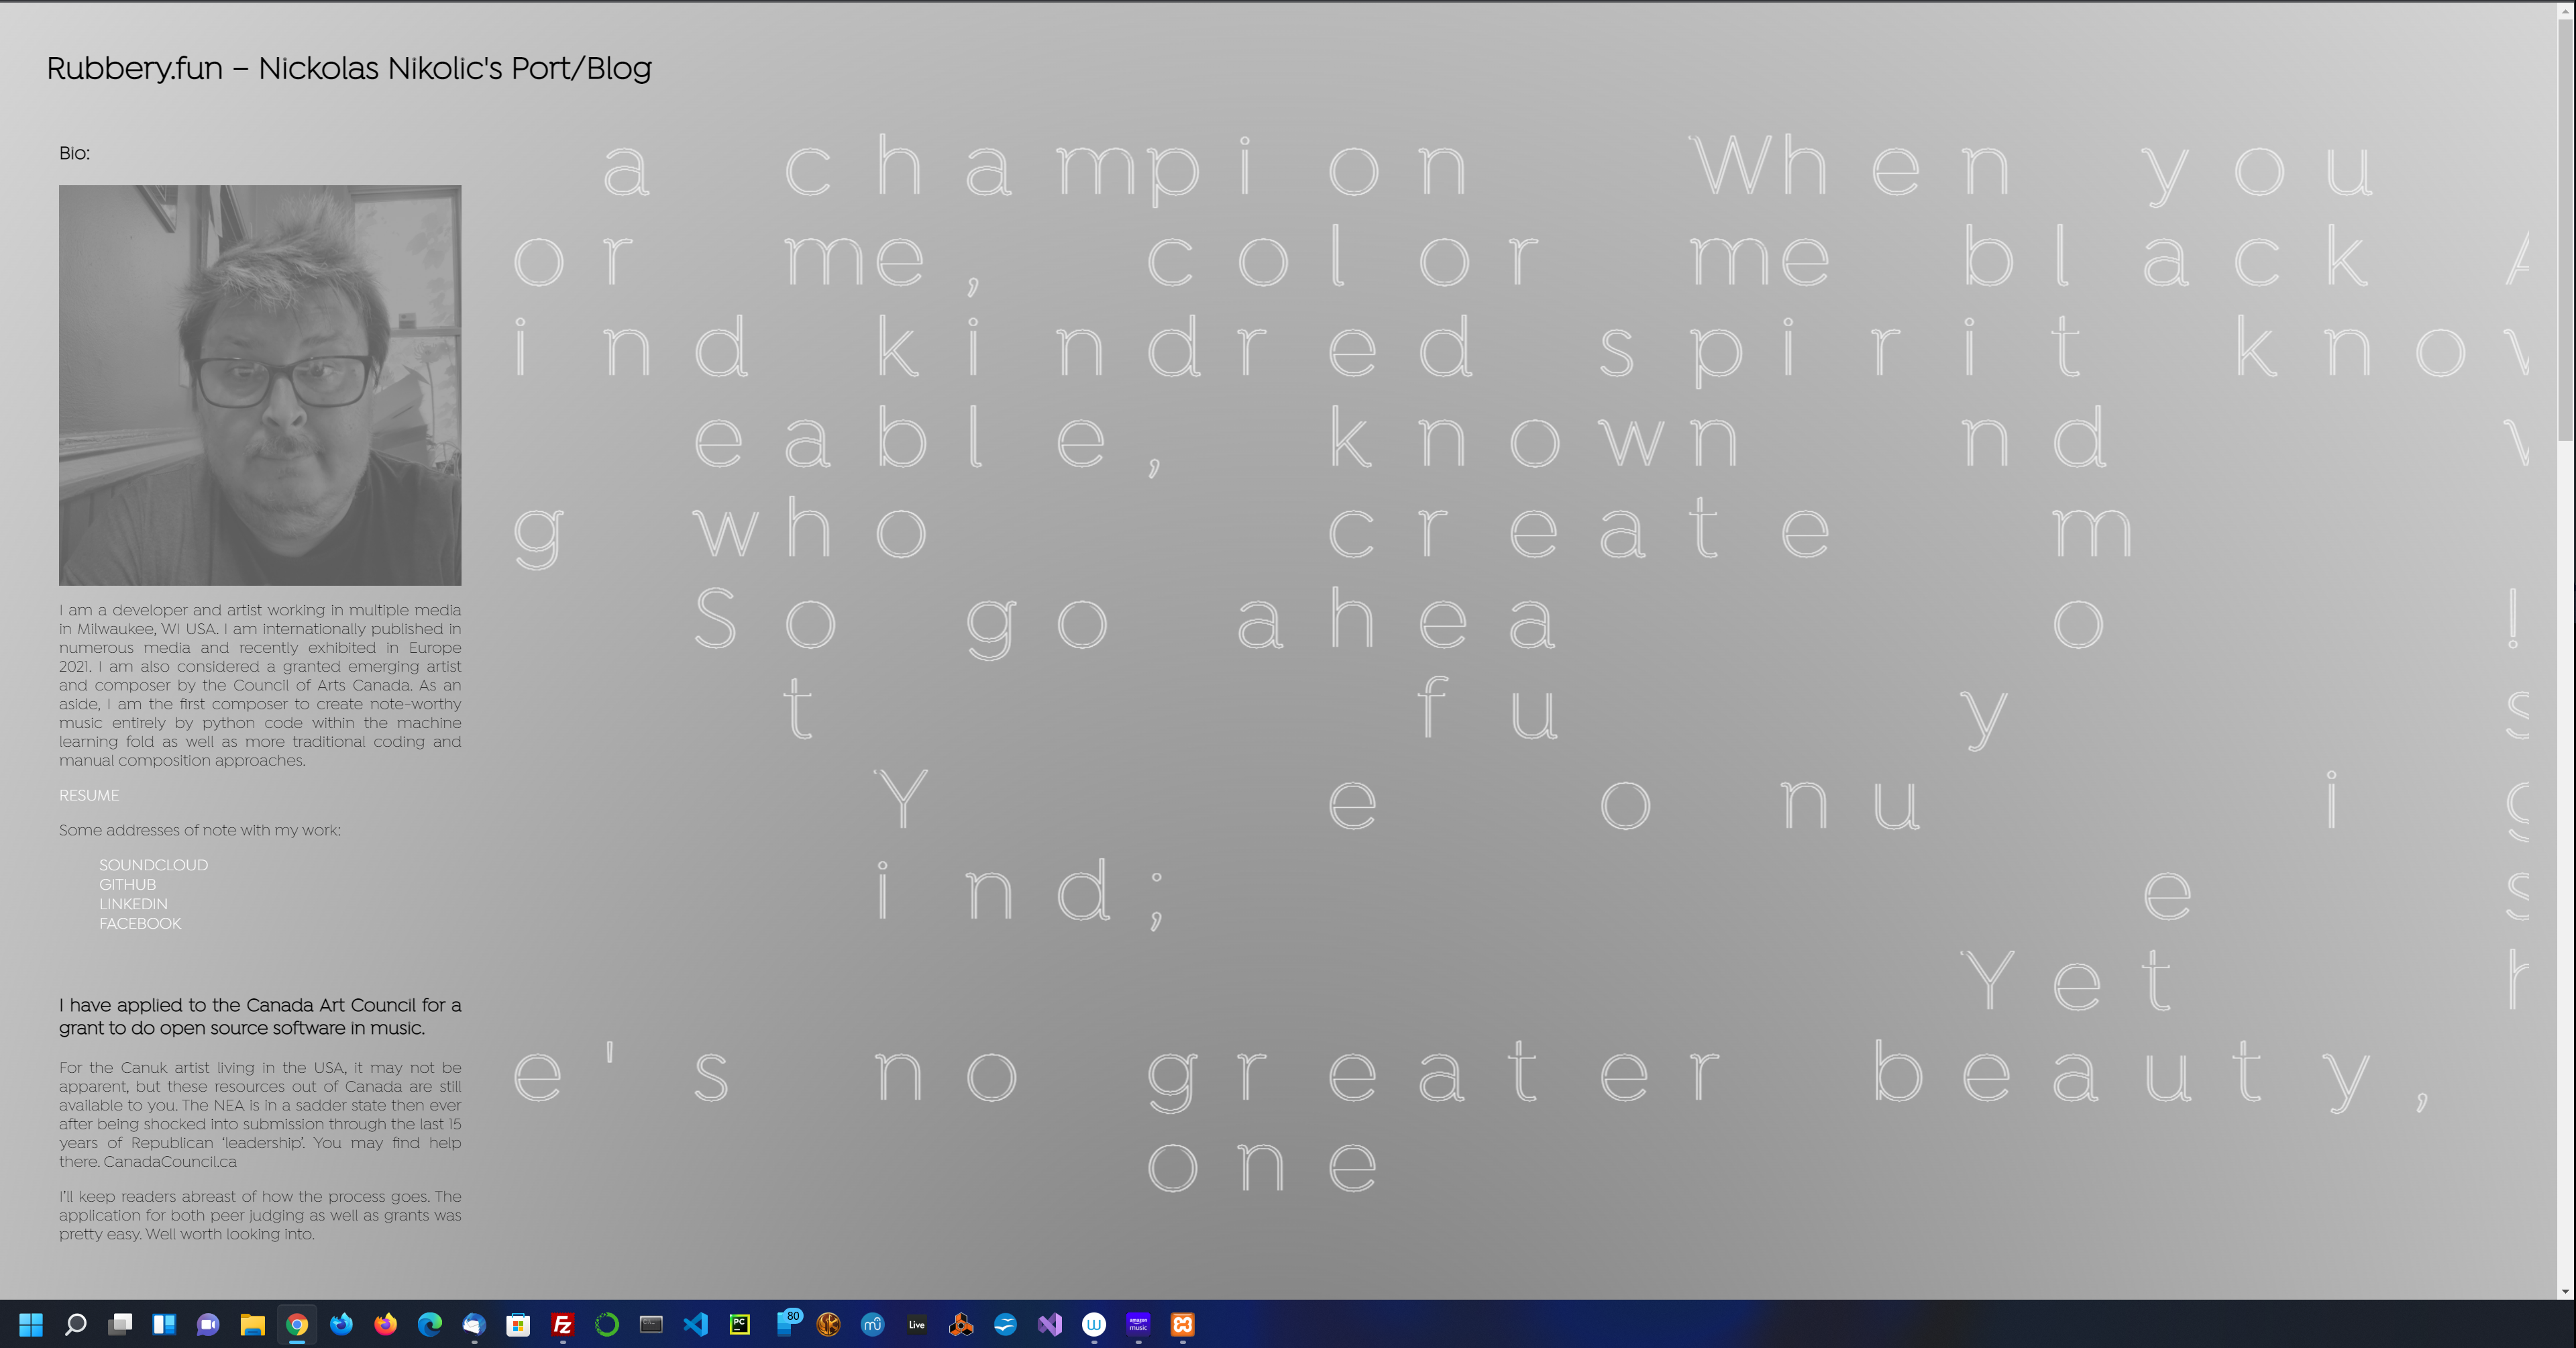 Rubbery.fun – Nickolas Nikolic's Port/Blog
Bio:
I am a developer and artist working in multiple media
in Milwaukee, WI USA. I am internationally published in
numerous media and recently exhibited in Europe
2021. I am also considered a granted emerging artist
and composer by the Council of Arts Canada. As an
aside, I am the first composer to create note-worthy
music entirely by python code within the machine
learning fold as well as more traditional coding and
manual composition approaches.
RESUME
Some addresses of note with my work:
SOUNDCLOUD
GITHUB
LINKEDIN
FACEBOOK
I have applied to the Canada Art Council for a
grant to do open source software in music.
For the Canuk artist living in the USA, it may not be
apparent, but these resources out of Canada are still
available to you. The NEA is in a sadder state then ever
after being shocked into submission through the last 15
years of Republican ‘leadership’. You may find help
there. CanadaCouncil.ca
I’ll keep readers abreast of how the process goes. The
application for both peer judging as well as grants was
pretty easy. Well worth looking into.
a champion When you
or me, color me black A
ind kindred spirit know
eable, known nd
g who create m
So go ahea o !
t fu y s
Y e o nu i g
ind; e s
Yet h
e's no greater beauty,
one
80
PC
Live
amazon music